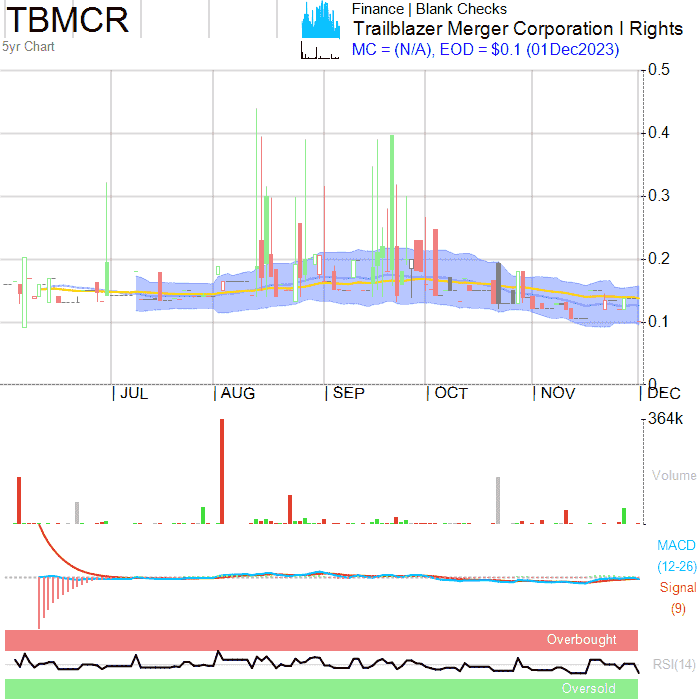 TBMCR
Finance | Blank Checks
Trailblazer Merger Corporation I Rights
5yr Chart
MC = (N/A), EOD = $0.1 (01Dec2023)
0.5
0.4
0.3
0.2
0.1
0
JUL
AUG
SEP
OCT
NOV
DEC
364k
Volume
MACD
(12-26)
Signal
(9)
Overbought
RSI(14)
Oversold